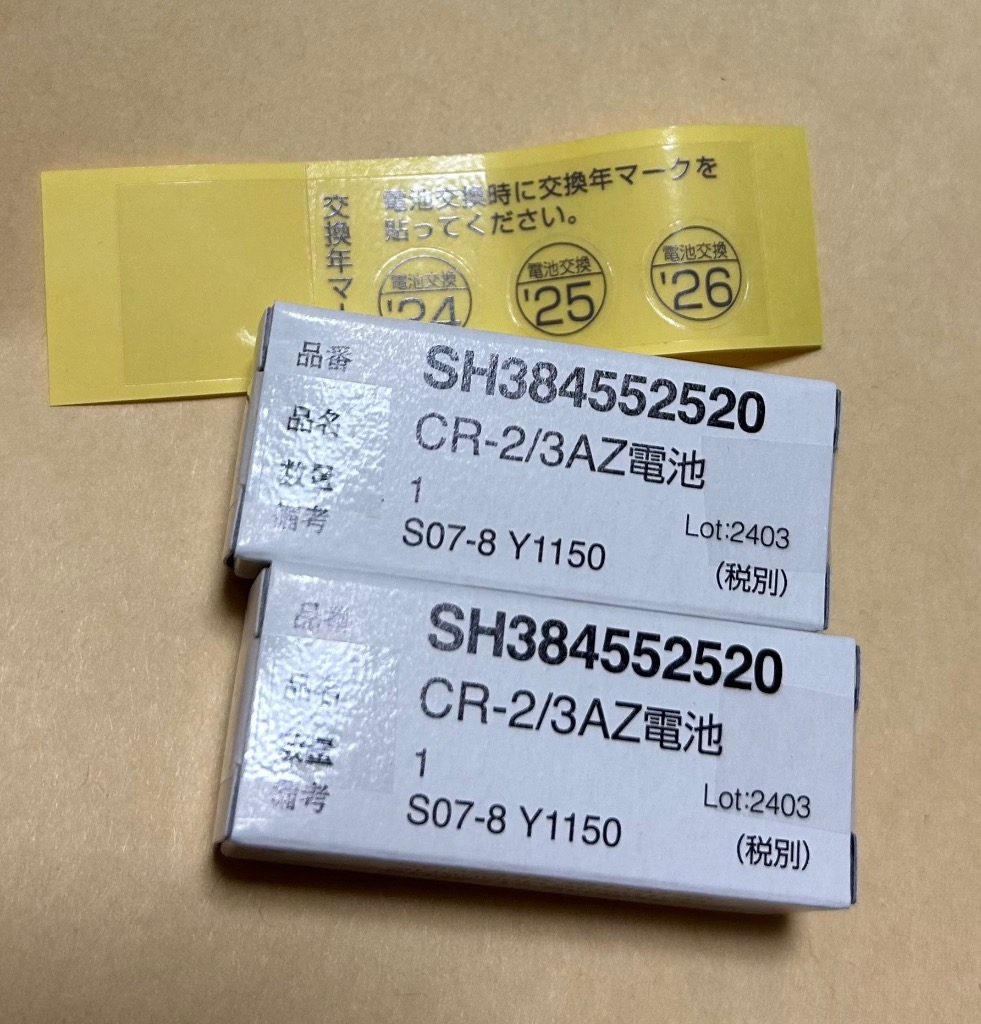 交換年マー
電池交換時に交換年マークを
貼ってください。
電池交換
'24
電池交換
'25
電池交換
'26
品番 SH384552520
品名 CR-2/3AZ電池
数量 1
備考 S07-8 Y1150 Lot:2403
(税別)
品番 SH384552520
品名 CR-2/3AZ電池
数量 1
備考 S07-8 Y1150 Lot:2403
(税別)